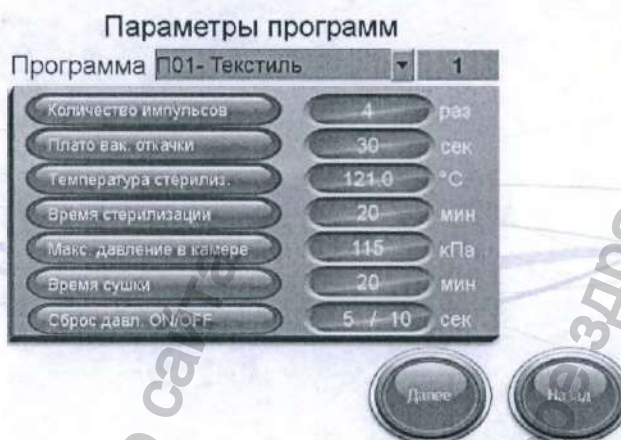 Параметры программ
Программа П01- Текстиль 1
Количество импульсов 4 раз
Плато вак. откачки 30 сек
Температура стерилиз. 121.0 °C
Время стерилизации 20 мин
Макс. давление в камере 115 кПа
Время сушки 20 мин
Сброс давл. ON/OFF 5 / 10 сек
Далее Назад
сайта